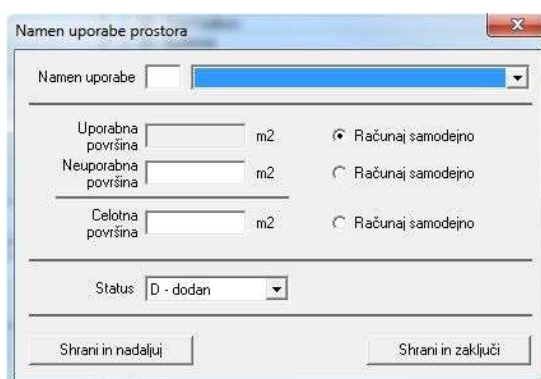 Namen uporabe prostora
Namen uporabe
Uporabna površina m2 Računaj samodejno
Neuporabna površina m2 Računaj samodejno
Celotna površina m2 Računaj samodejno
Status D - dodan
Shrani in nadaljuj Shrani in zaključi